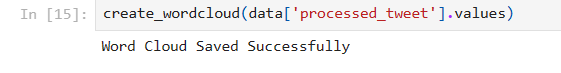 In [15]: create_wordcloud(data['processed_tweet'].values)
Word Cloud Saved Successfully